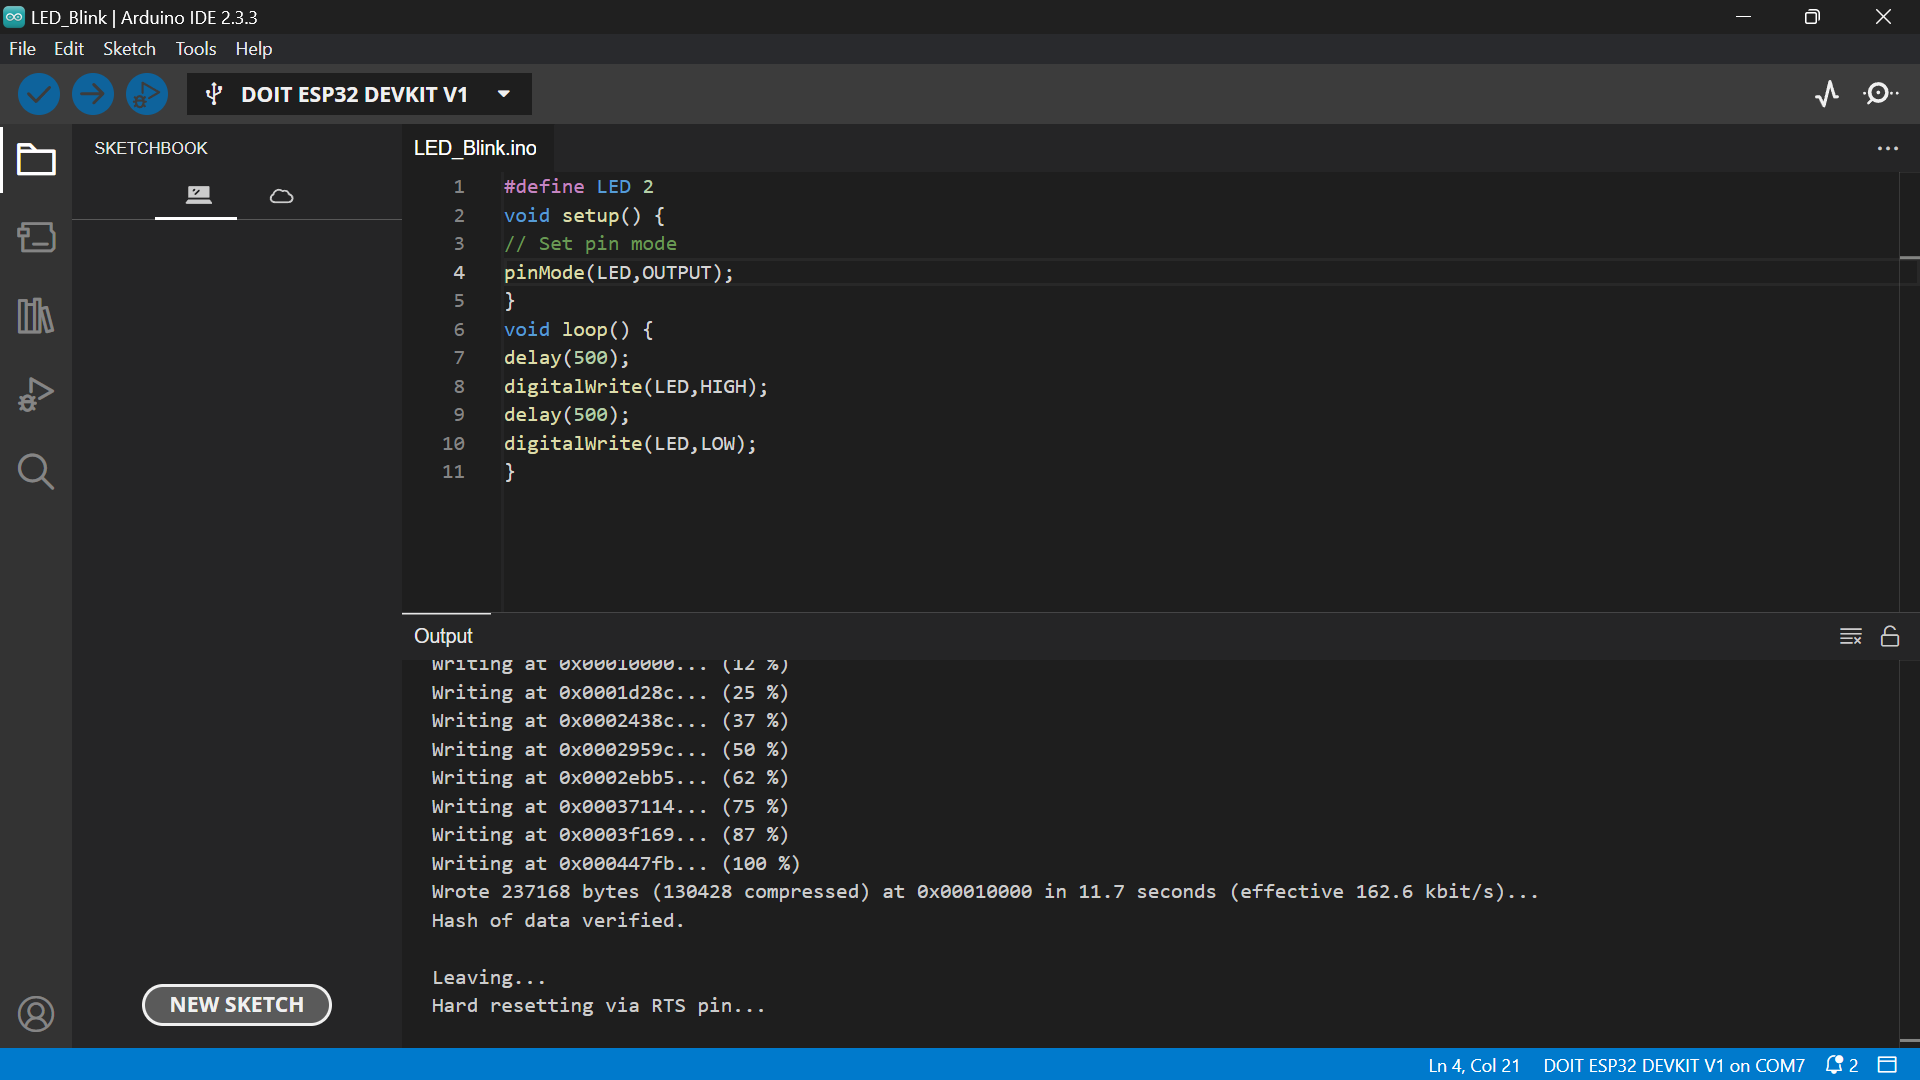 LED_Blink | Arduino IDE 2.3.3
File Edit Sketch Tools Help
DOIT ESP32 DEVKIT V1
SKETCHBOOK
LED_Blink.ino
1 #define LED 2
2 void setup() {
3 // Set pin mode
4 pinMode(LED,OUTPUT);
5 }
6 void loop() {
7 delay(500);
8 digitalWrite(LED,HIGH);
9 delay(500);
10 digitalWrite(LED,LOW);
11 }
Output
Writing at 0x00010000... (12 %)
Writing at 0x0001d28c... (25 %)
Writing at 0x0002438c... (37 %)
Writing at 0x0002959c... (50 %)
Writing at 0x0002ebb5... (62 %)
Writing at 0x00037114... (75 %)
Writing at 0x0003f169... (87 %)
Writing at 0x000447fb... (100 %)
Wrote 237168 bytes (130428 compressed) at 0x00010000 in 11.7 seconds (effective 162.6 kbit/s)...
Hash of data verified.
Leaving...
Hard resetting via RTS pin...
NEW SKETCH
Ln 4, Col 21 DOIT ESP32 DEVKIT V1 on COM7 2